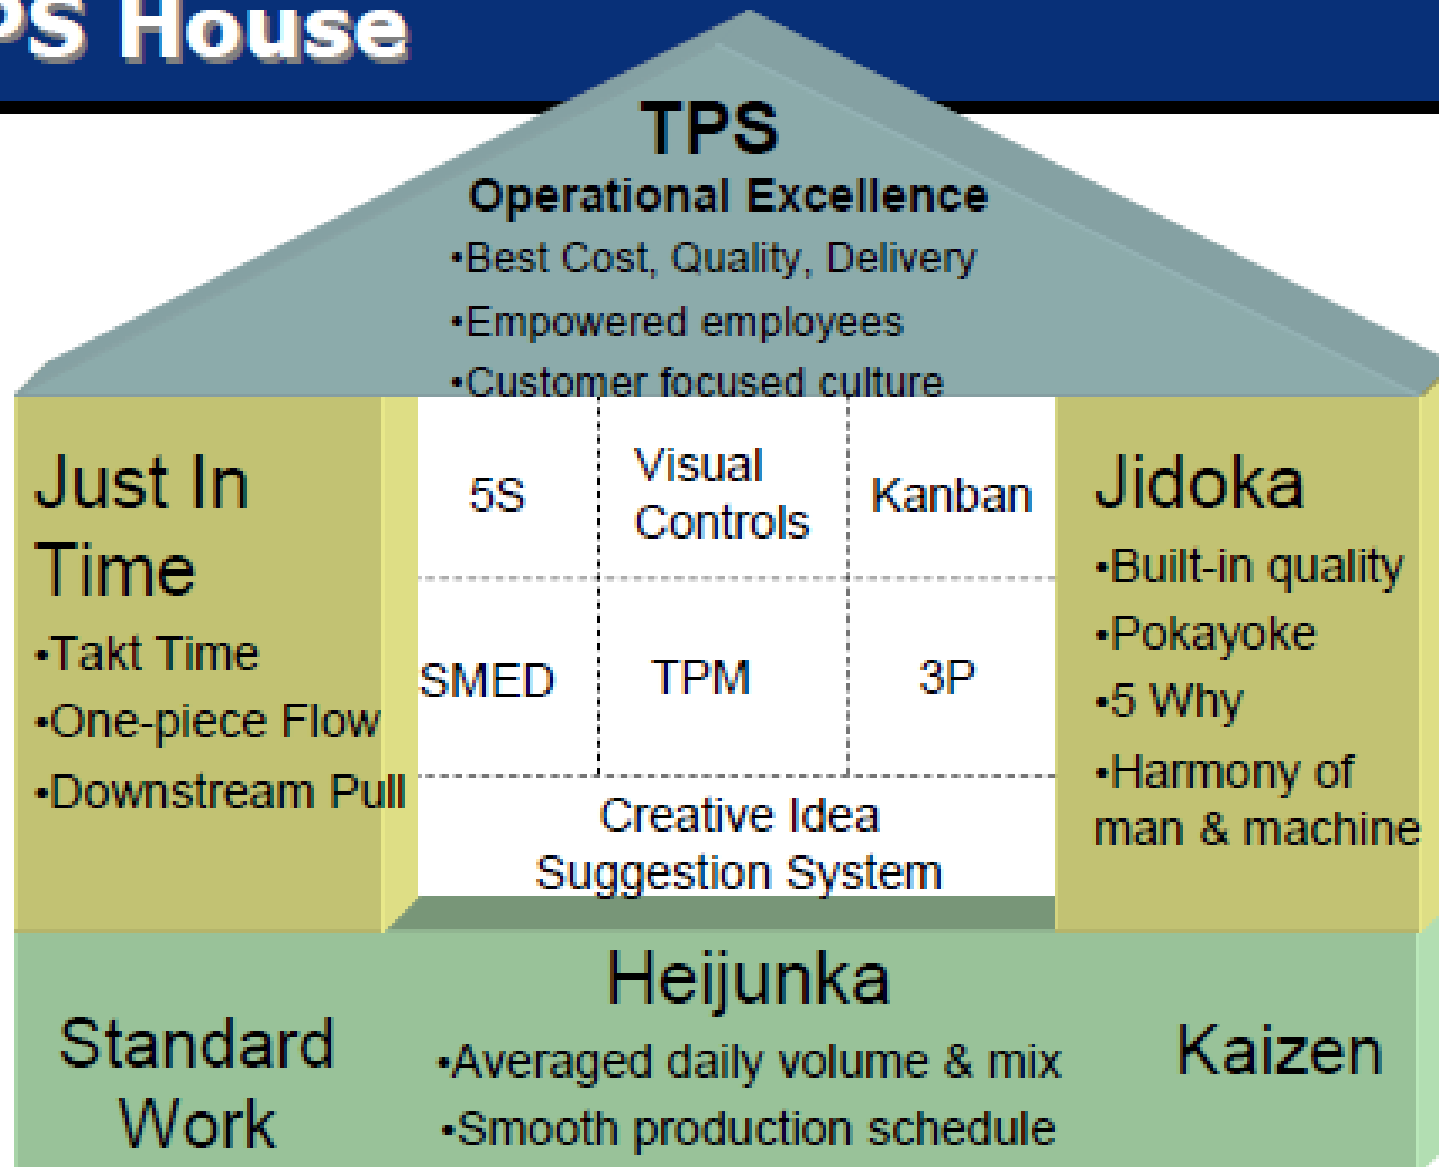 PS House
TPS
Operational Excellence
•Best Cost, Quality, Delivery
•Empowered employees
•Customer focused culture
Just In
Time
•Takt Time
•One-piece Flow
•Downstream Pull
5S
Visual
Controls
Kanban
SMED
TPM
3P
Creative Idea
Suggestion System
Jidoka
•Built-in quality
•Pokayoke
•5 Why
•Harmony of
man & machine
Standard
Work
Heijunka
•Averaged daily volume & mix
•Smooth production schedule
Kaizen